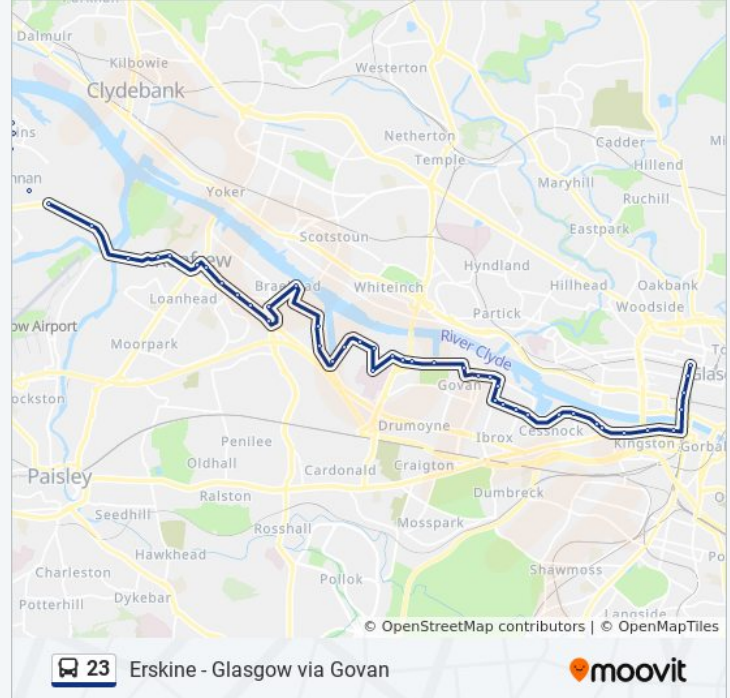 Dalmuir
Kilbowie
Westerton
Clydebank
Netherton
Temple
Cadder
Hillend
Maryhill
Ruchill
Yoker
Eastpark
Scotstoun
Hyndland
Hillhead
Oakbank
Woodside
Braehead
Whiteinch
Partick
Loanhead
River Clyde
Airport
Moorpark
Govan
Drumoyne
Ibrox
Cessnock
Kingston
Penilee
Oldhall
Cardonald
Craigton
Paisley
Ralston
Dumbreck
Seedhill
Rosshall
Mosspark
Hawkhead
Charleston
Pollok
Shawmoss
Dykebar
Potterhill
Langside
© OpenStreetMap contributors | © OpenMapTiles
23 Erskine - Glasgow via Govan
moovit